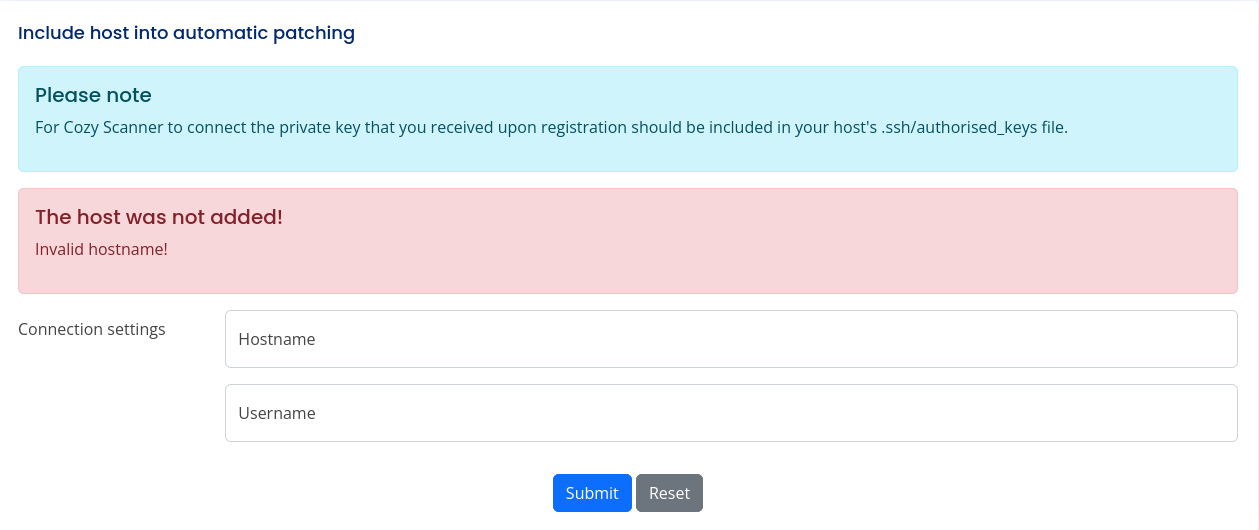 Include host into automatic patching
Please note
For Cozy Scanner to connect the private key that you received upon registration should be included in your host's .ssh/authorised_keys file.
The host was not added!
Invalid hostname!
Connection settings
Hostname
Username
Submit
Reset